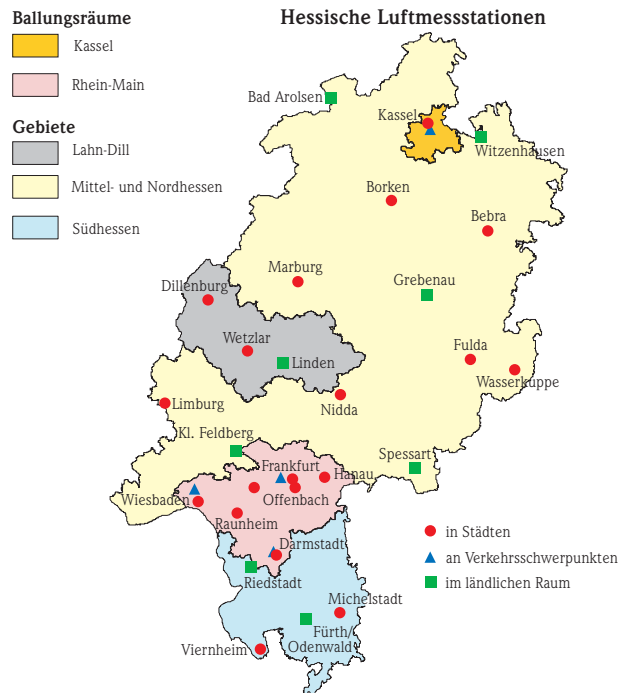 Hessische Luftmessstationen
Ballungsräume
Kassel
Rhein-Main
Gebiete
Lahn-Dill
Mittel- und Nordhessen
Südhessen
Bad Arolsen
Kassel
Witzenhausen
Borken
Bebra
Marburg
Grebenau
Dillenburg
Wetzlar
Linden
Fulda
Wasserkuppe
Limburg
Nidda
Kl. Feldberg
Spessart
Frankfurt
Hanau
Wiesbaden
Offenbach
Raunheim
Darmstadt
Riedstadt
Michelstadt
Fürth/
Odenwald
Viernheim
in Städten
an Verkehrsschwerpunkten
im ländlichen Raum